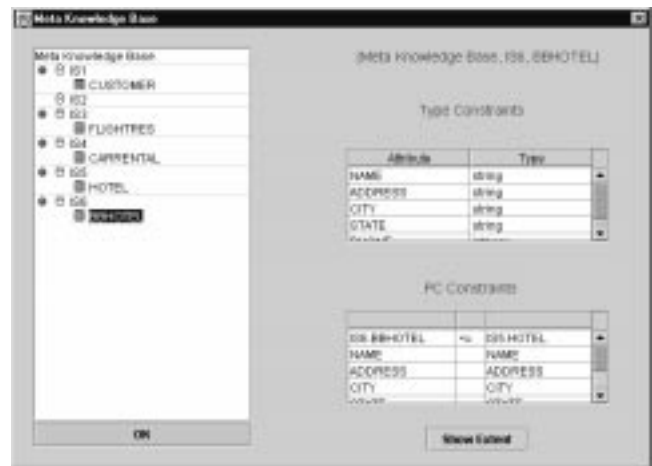 Meta Knowledge Base
Meta Knowledge Base
IS1
CUSTOMER
IS2
IS3
FLIGHTRES
IS4
CARRENTAL
IS5
HOTEL
IS6
BBHOTEL
OK
[Meta Knowledge Base, IS6, BBHOTEL]
Type Constraints
Attribute Type
NAME string
ADDRESS string
CITY string
STATE string
PC Constraints
IS6.BBHOTEL IS5.HOTEL
NAME NAME
ADDRESS ADDRESS
CITY CITY
Show Extent